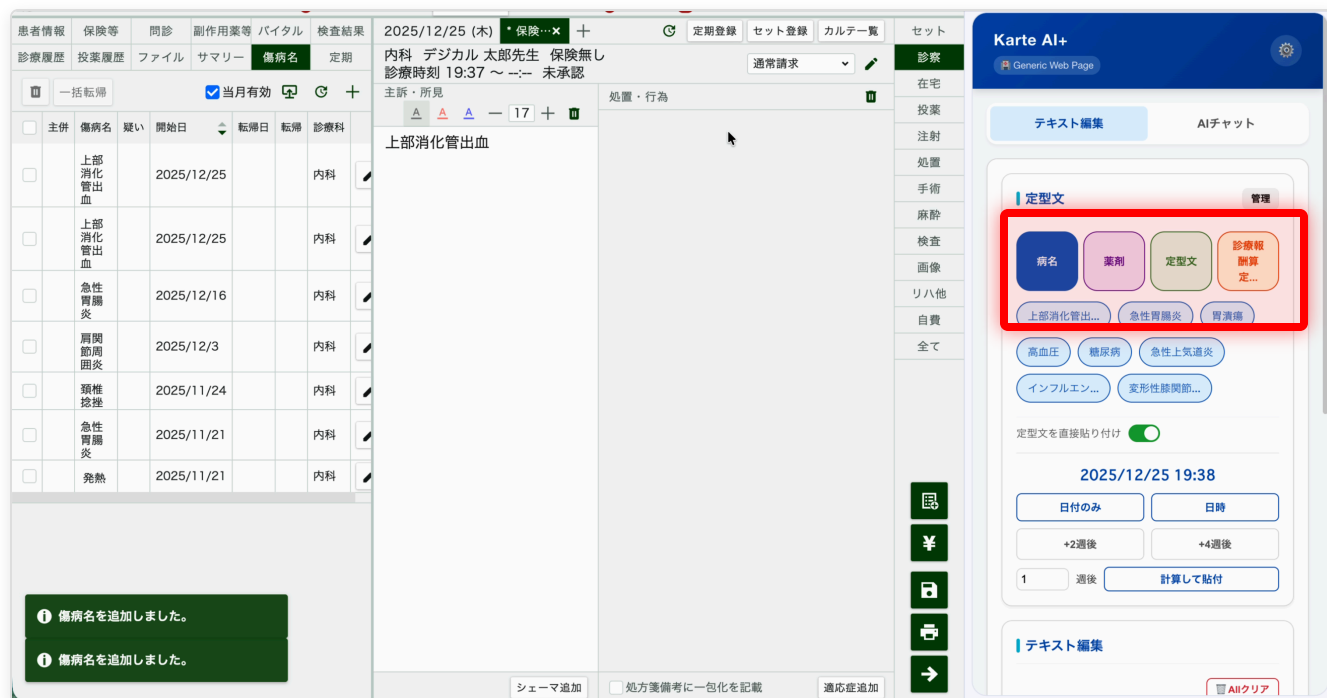 患者情報 保険等 問診 副作用薬等 バイタル 検査結果
診療履歴 投薬履歴 ファイル サマリー 傷病名 定期
一括転帰 当月有効
主併 傷病名 疑い 開始日 転帰日 転帰 診療科
上部
消化
管出
血
2025/12/25 内科
上部
消化
管出
血
2025/12/25 内科
急性
胃腸
炎
2025/12/16 内科
肩関
節周
囲炎
2025/12/3 内科
頚椎
捻挫
2025/11/24 内科
急性
胃腸
炎
2025/11/21 内科
発熱 2025/11/21 内科
傷病名を追加しました。
傷病名を追加しました。
2025/12/25 (木) * 保険…×
定期登録 セット登録 カルテ一覧
内科 デジカル 太郎先生 保険無し
診療時刻 19:37 ～ --:-- 未承認
通常請求
主訴・所見
A A A 17
上部消化管出血
処置・行為
シェーマ追加
処方箋備考に一包化を記載 適応症追加
セット
診察
在宅
投薬
注射
処置
手術
麻酔
検査
画像
リハ他
自費
全て
¥
Karte AI+
Generic Web Page
テキスト編集 AIチャット
定型文 管理
病名 薬剤 定型文
診療報
酬算
定...
上部消化管出... 急性胃腸炎 胃潰瘍
高血圧 糖尿病 急性上気道炎
インフルエン... 変形性膝関節...
定型文を直接貼り付け
2025/12/25 19:38
日付のみ 日時
+2週後 +4週後
1 週後 計算して貼付
テキスト編集
Allクリア